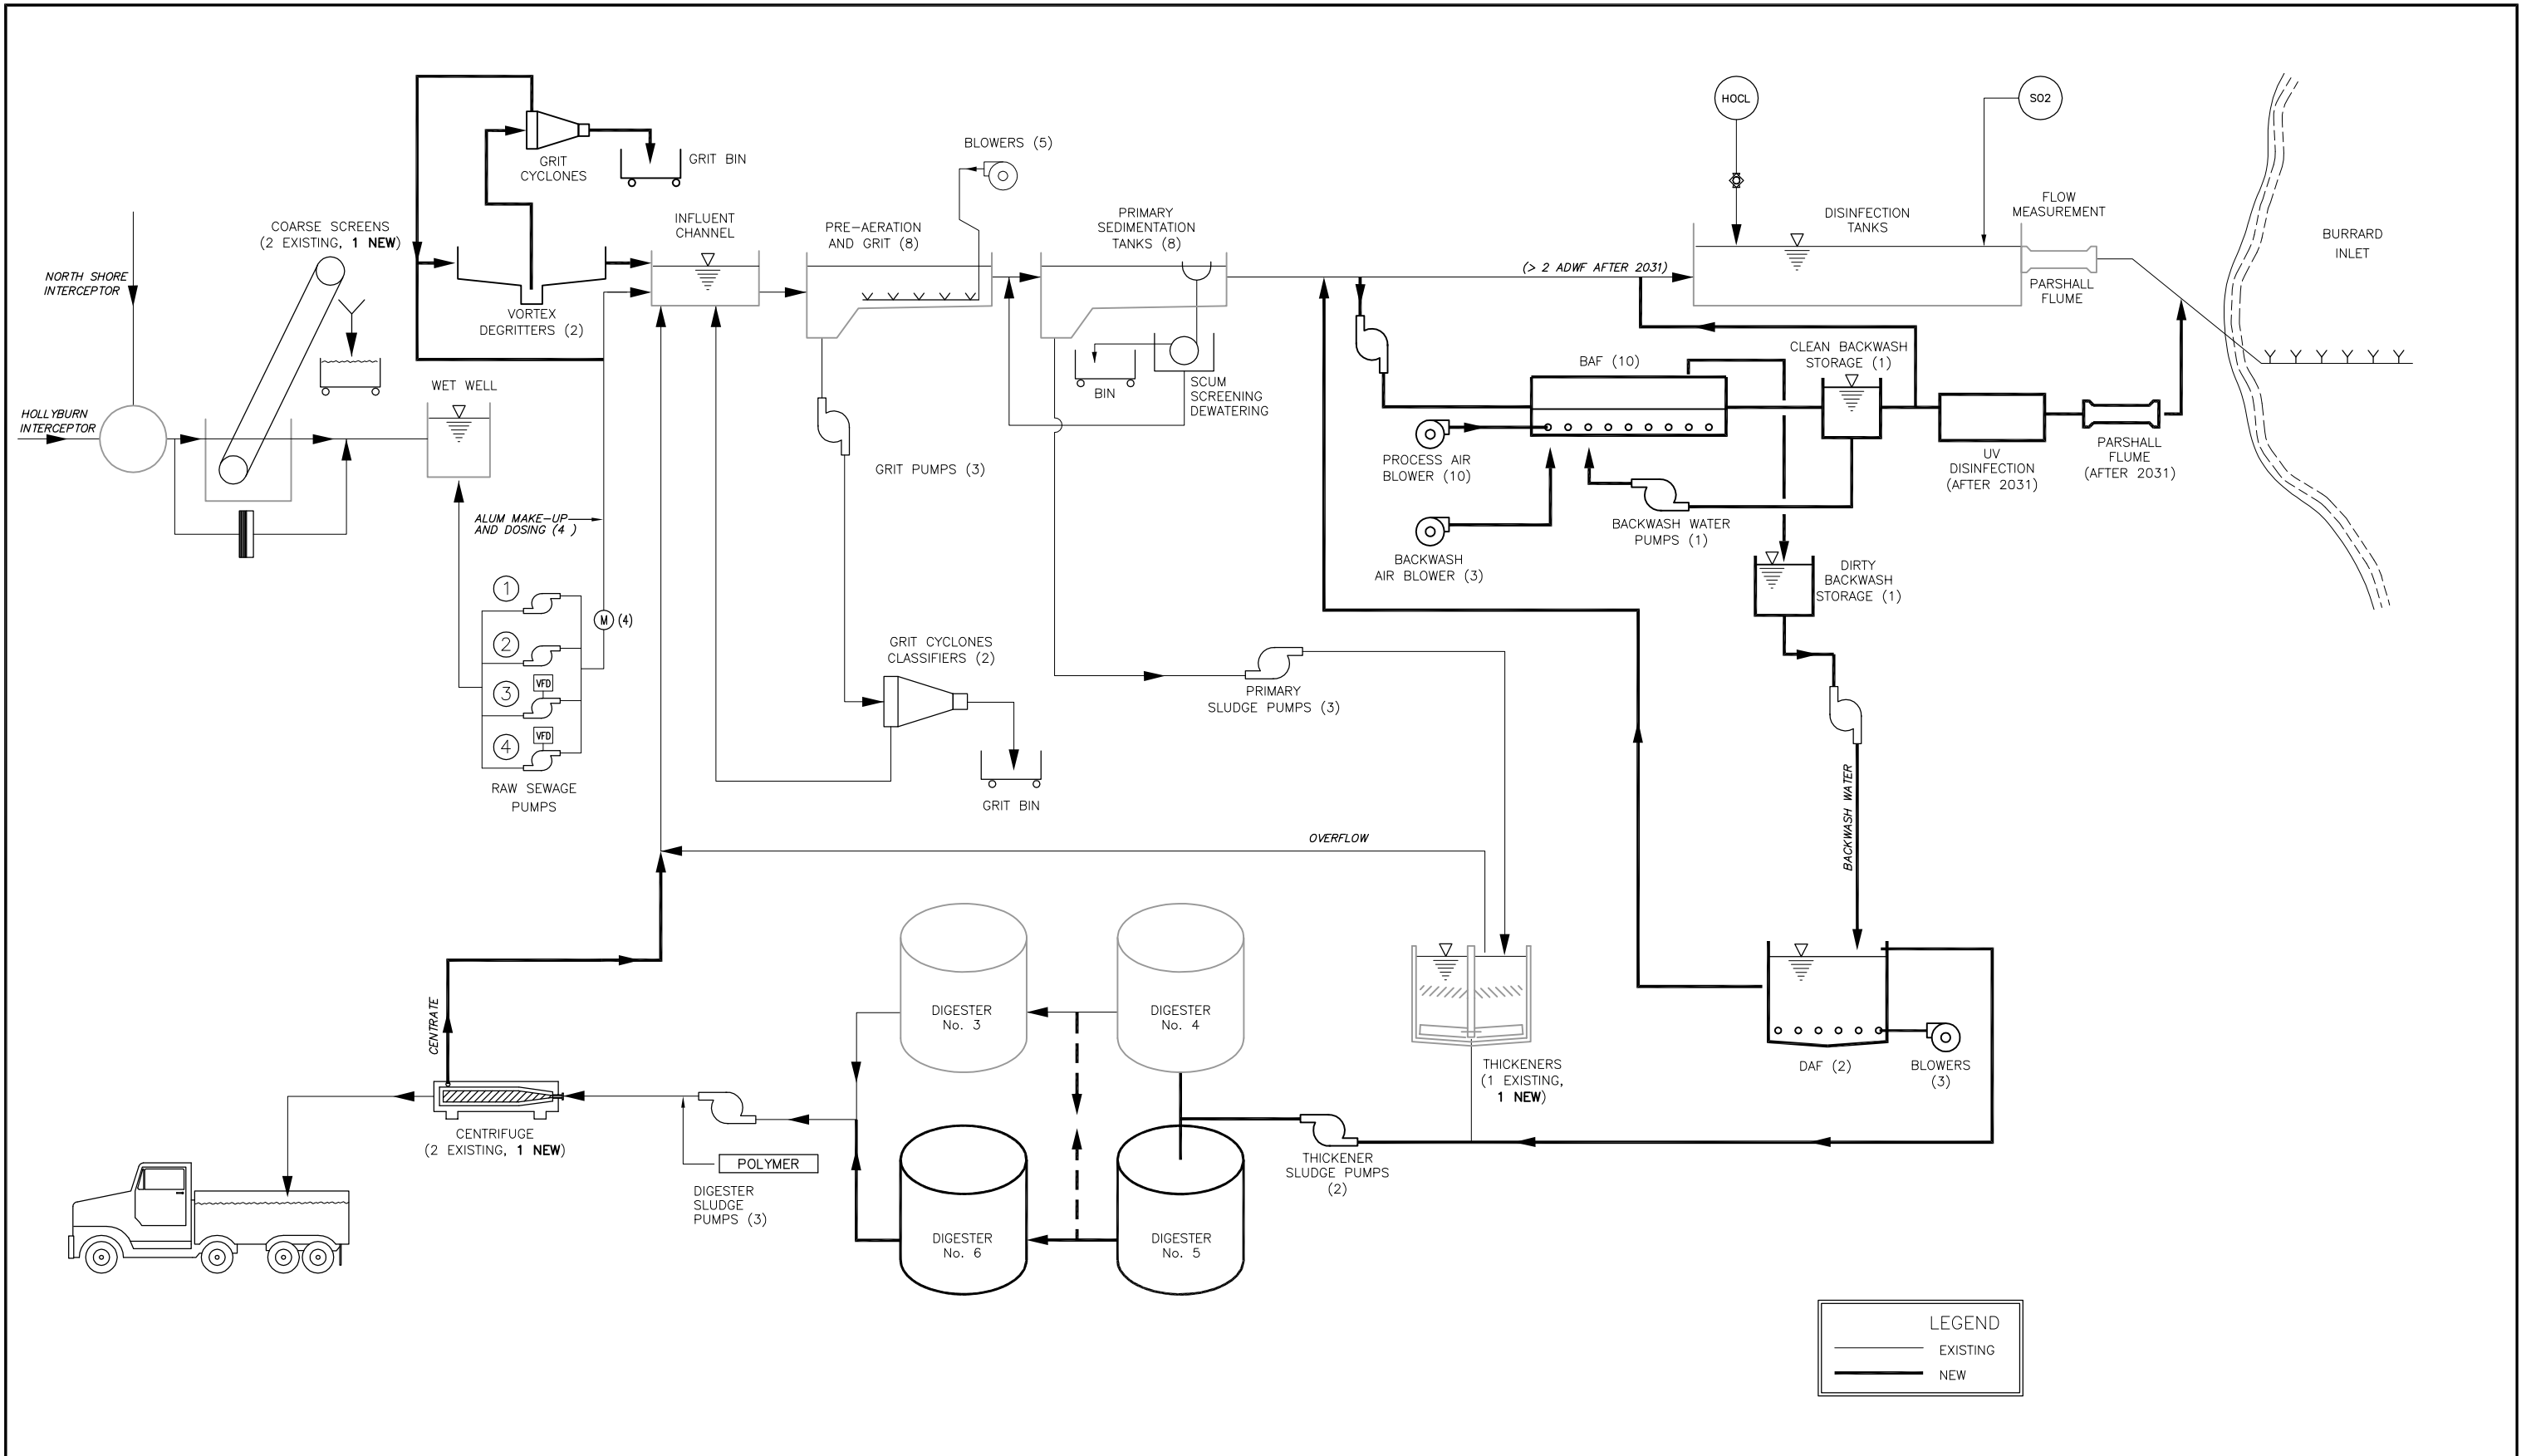 HOCL
SO2
BLOWERS (5)
GRIT
CYCLONES
GRIT BIN
COARSE SCREENS
(2 EXISTING, 1 NEW)
INFLUENT
CHANNEL
PRE-AERATION
AND GRIT (8)
PRIMARY
SEDIMENTATION
TANKS (8)
DISINFECTION
TANKS
FLOW
MEASUREMENT
BURRARD
INLET
NORTH SHORE
INTERCEPTOR
(> 2 ADWF AFTER 2031)
PARSHALL
FLUME
VORTEX
DEGRITTERS (2)
WET WELL
BIN
SCUM
SCREENING
DEWATERING
BAF (10)
CLEAN BACKWASH
STORAGE (1)
HOLLYBURN
INTERCEPTOR
GRIT PUMPS (3)
PROCESS AIR
BLOWER (10)
UV
DISINFECTION
(AFTER 2031)
PARSHALL
FLUME
(AFTER 2031)
ALUM MAKE-UP
AND DOSING (4 )
BACKWASH WATER
PUMPS (1)
BACKWASH
AIR BLOWER (3)
DIRTY
BACKWASH
STORAGE (1)
1
2
3
VFD
4
VFD
M (4)
RAW SEWAGE
PUMPS
GRIT CYCLONES
CLASSIFIERS (2)
GRIT BIN
PRIMARY
SLUDGE PUMPS (3)
BACKWASH WATER
OVERFLOW
CENTRATE
DIGESTER
No. 3
DIGESTER
No. 4
THICKENERS
(1 EXISTING,
1 NEW)
DAF (2)
BLOWERS
(3)
CENTRIFUGE
(2 EXISTING, 1 NEW)
POLYMER
DIGESTER
SLUDGE
PUMPS (3)
THICKENER
SLUDGE PUMPS
(2)
DIGESTER
No. 6
DIGESTER
No. 5
LEGEND
EXISTING
NEW